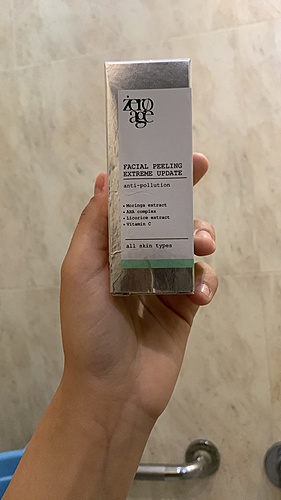 zero
age
FACIAL PEELING
EXTREME UPDATE
anti-pollution
• Moringa extract
• AHA complex
• Licorice extract
• Vitamin C
all skin types